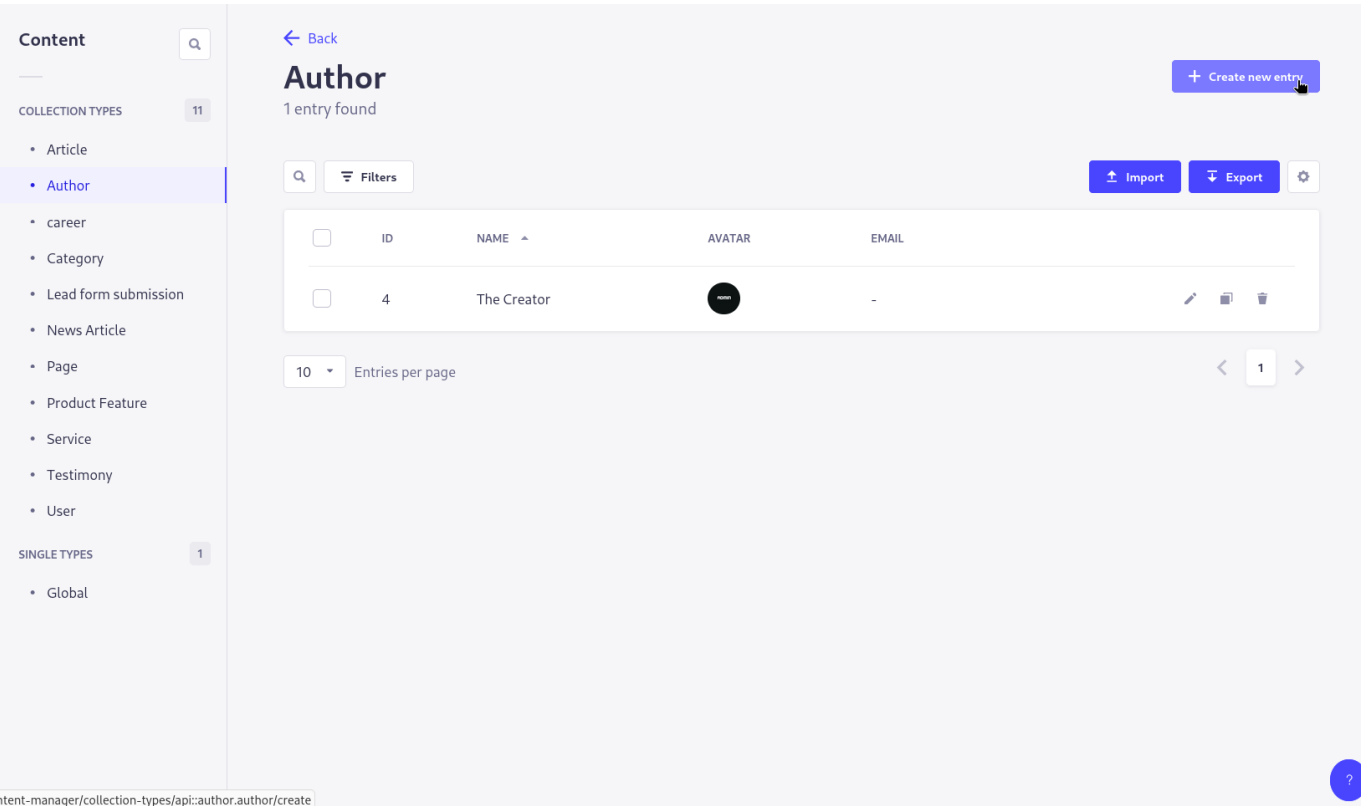 Content
COLLECTION TYPES 11
Article
Author
career
Category
Lead form submission
News Article
Page
Product Feature
Service
Testimony
User
SINGLE TYPES 1
Global
Back
Author
1 entry found
Create new entry
Filters
Import
Export
ID NAME AVATAR EMAIL
4 The Creator -
10 Entries per page
1
?
ntent-manager/collection-types/api::author.author/create